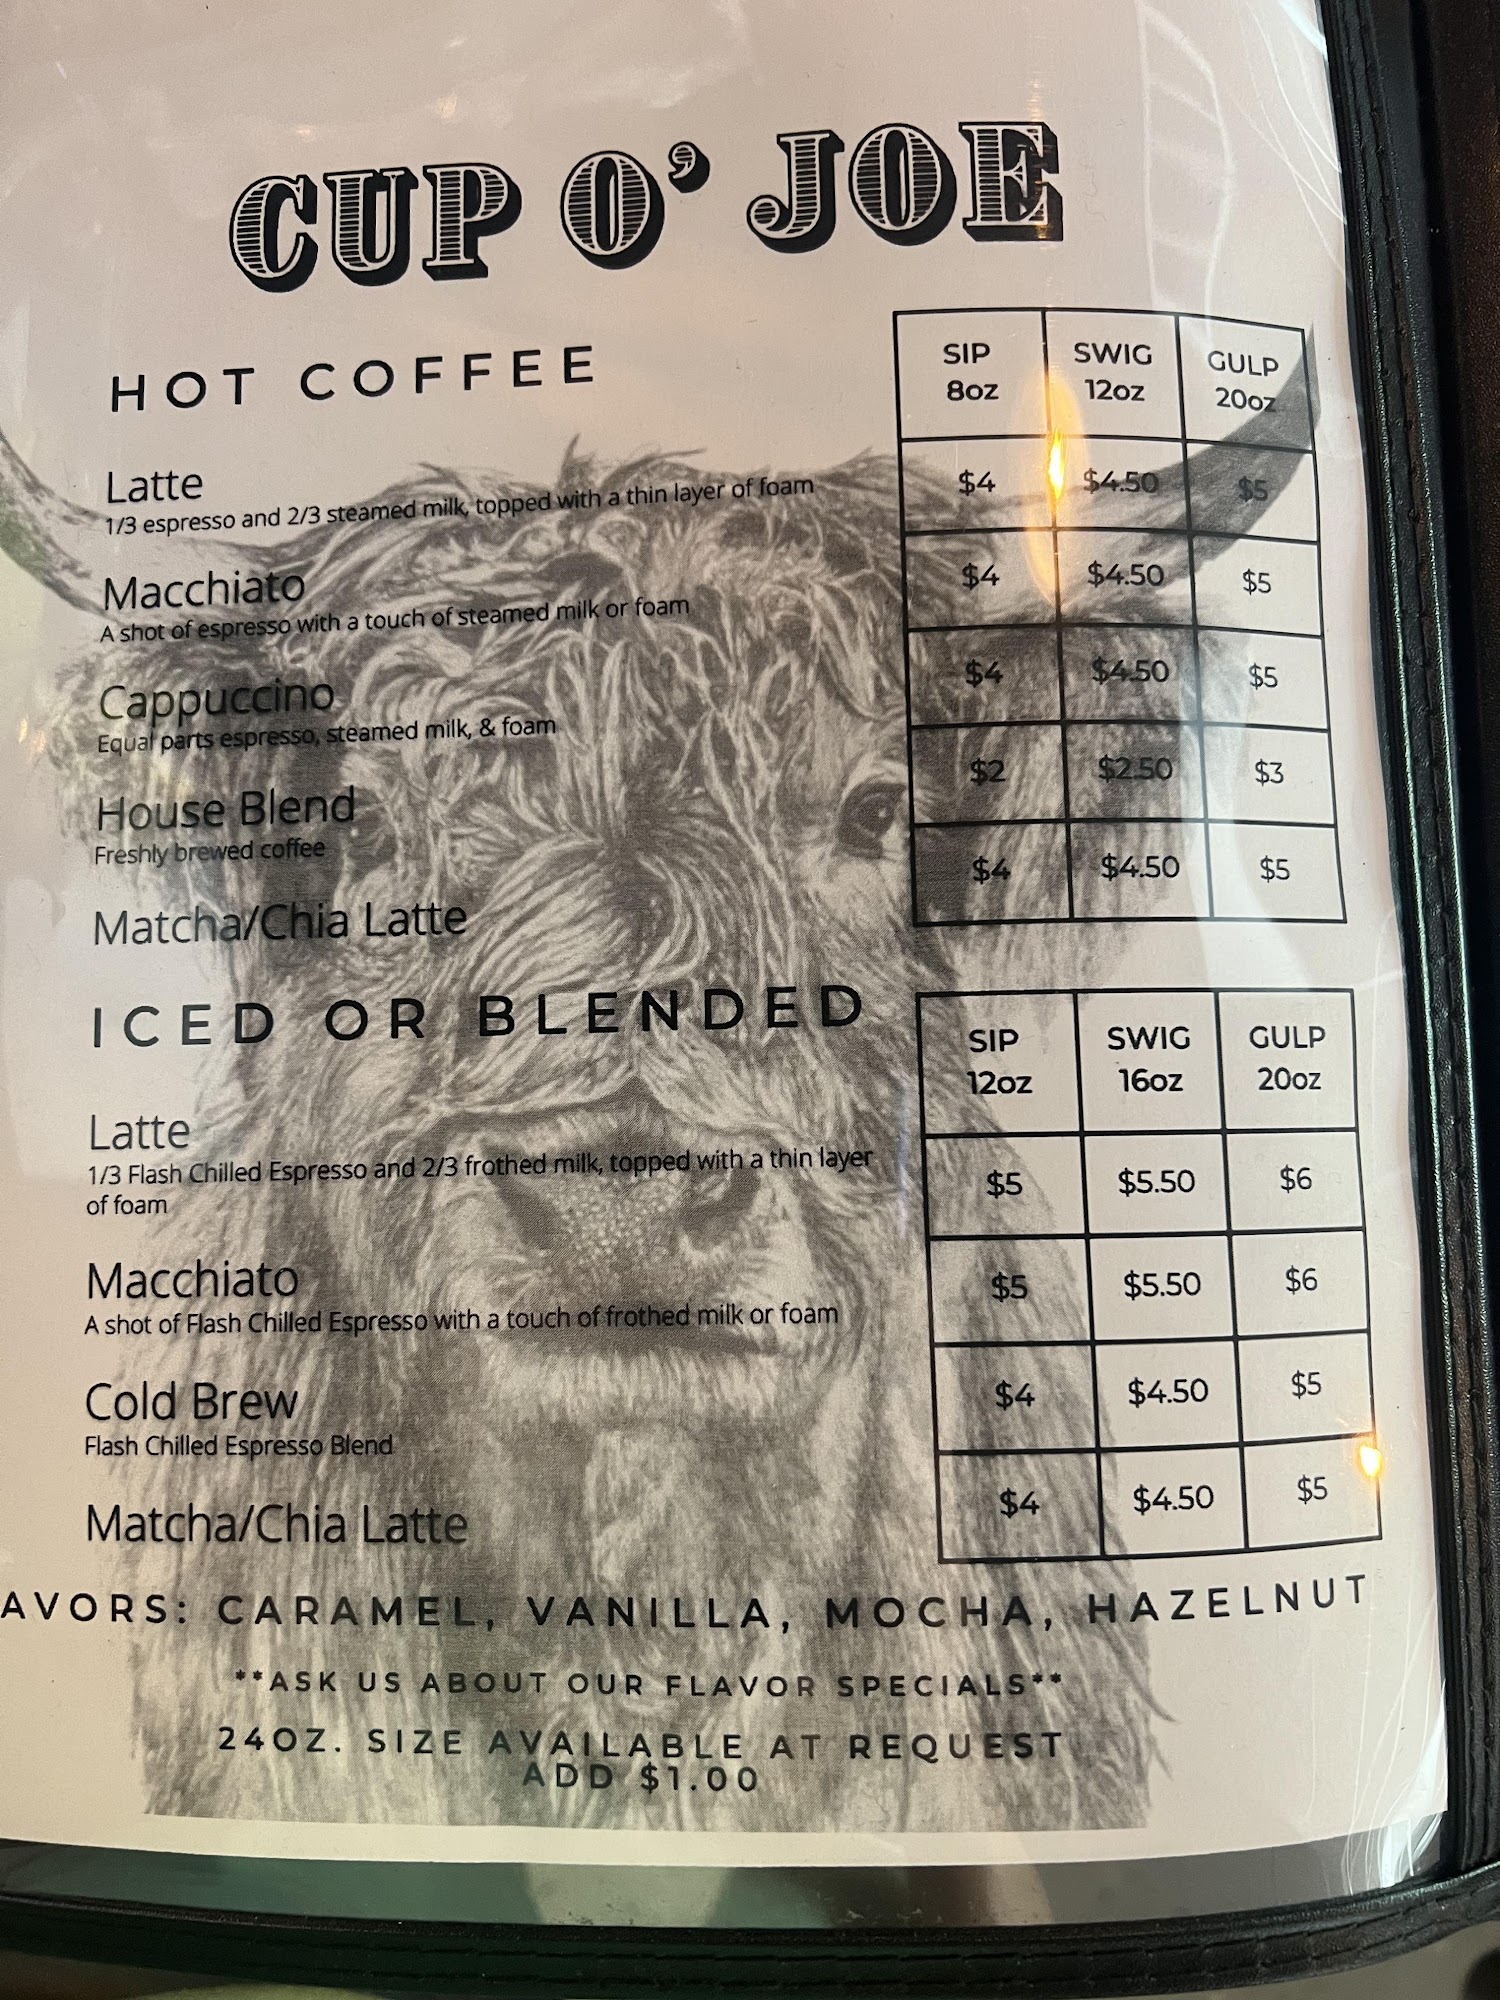 CUP O' JOE
HOT COFFEE
SIP SWIG GULP
8oz 12oz 20oz
Latte $4 $4.50 $5
1/3 espresso and 2/3 steamed milk, topped with a thin layer of foam
Macchiato $4 $4.50 $5
A shot of espresso with a touch of steamed milk or foam
Cappuccino $4 $4.50 $5
Equal parts espresso, steamed milk, & foam
House Blend $2 $2.50 $3
Freshly brewed coffee
Matcha/Chia Latte $4 $4.50 $5
ICED OR BLENDED
SIP SWIG GULP
12oz 16oz 20oz
Latte $5 $5.50 $6
1/3 Flash Chilled Espresso and 2/3 frothed milk, topped with a thin layer
of foam
Macchiato $5 $5.50 $6
A shot of Flash Chilled Espresso with a touch of frothed milk or foam
Cold Brew $4 $4.50 $5
Flash Chilled Espresso Blend
Matcha/Chia Latte $4 $4.50 $5
AVORS: CARAMEL, VANILLA, MOCHA, HAZELNUT
**ASK US ABOUT OUR FLAVOR SPECIALS**
24OZ. SIZE AVAILABLE AT REQUEST
ADD $1.00